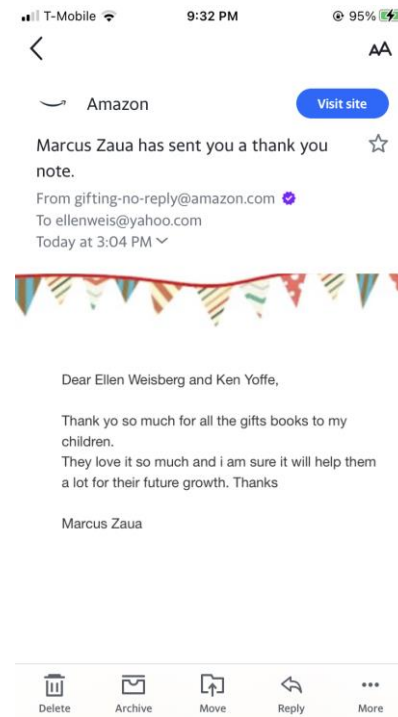 T-Mobile 9:32 PM 95%
AA
Amazon Visit site
Marcus Zaua has sent you a thank you
note.
From gifting-no-reply@amazon.com
To ellenweis@yahoo.com
Today at 3:04 PM
Dear Ellen Weisberg and Ken Yoffe,
Thank yo so much for all the gifts books to my
children.
They love it so much and i am sure it will help them
a lot for their future growth. Thanks
Marcus Zaua
Delete Archive Move Reply More